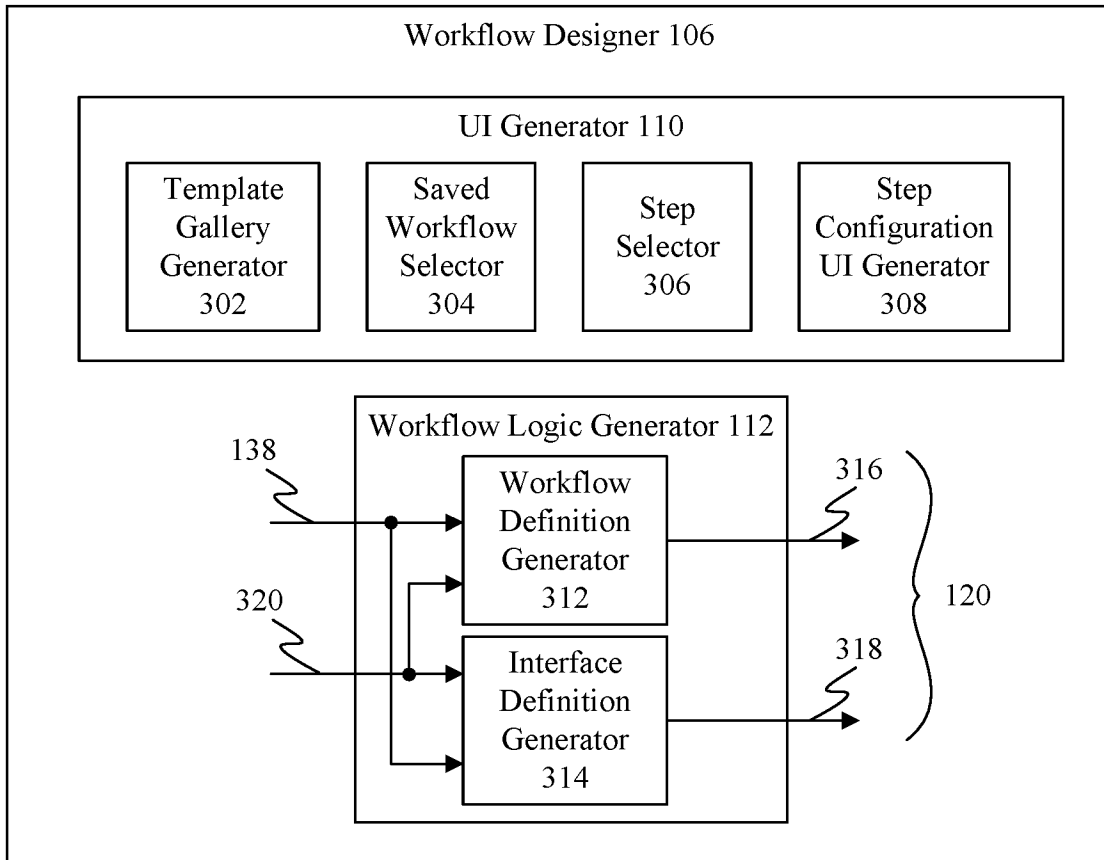 Workflow Designer 106
UI Generator 110
Template
Gallery
Generator
302
Saved
Workflow
Selector
304
Step
Selector
306
Step
Configuration
UI Generator
308
Workflow Logic Generator 112
138
320
Workflow
Definition
Generator
312
Interface
Definition
Generator
314
316
318
120